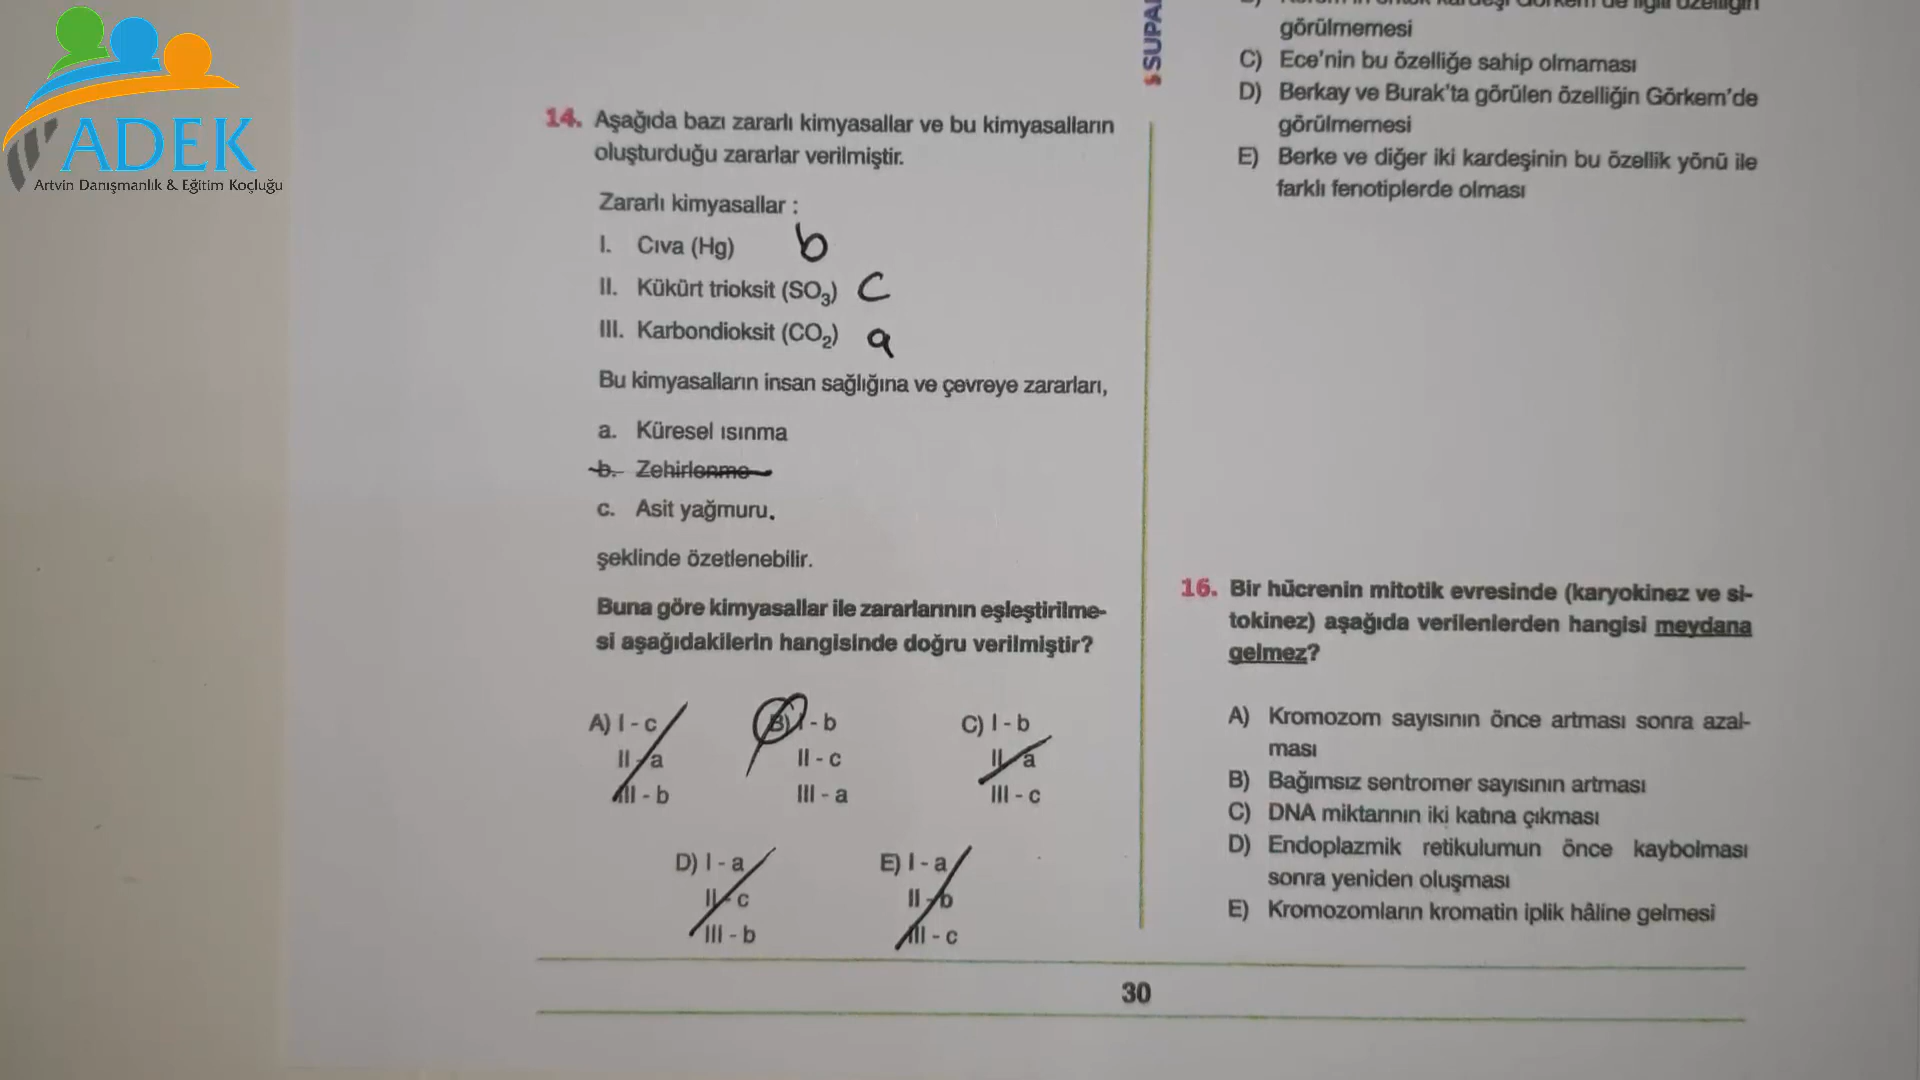 ADEK
Artvin Danışmanlık & Eğitim Koçluğu
14. Aşağıda bazı zararlı kimyasallar ve bu kimyasalların
oluşturduğu zararlar verilmiştir.
Zararlı kimyasallar :
I. Cıva (Hg) b
II. Kükürt trioksit (SO3) c
III. Karbondioksit (CO2) a
Bu kimyasalların insan sağlığına ve çevreye zararları,
a. Küresel ısınma
b. Zehirlenme
c. Asit yağmuru.
şeklinde özetlenebilir.
Buna göre kimyasallar ile zararlarının eşleştirilme-
si aşağıdakilerin hangisinde doğru verilmiştir?
A) I - c B) I - b C) I - b
II - a II - c II - a
III - b III - a III - c
D) I - a E) I - a
II - c II - b
III - b III - c
SUPA
görülmemesi
C) Ece'nin bu özelliğe sahip olmaması
D) Berkay ve Burak'ta görülen özelliğin Görkem'de
görülmemesi
E) Berke ve diğer iki kardeşinin bu özellik yönü ile
farklı fenotiplerde olması
16. Bir hücrenin mitotik evresinde (karyokinez ve si-
tokinez) aşağıda verilenlerden hangisi meydana
gelmez?
A) Kromozom sayısının önce artması sonra azal-
ması
B) Bağımsız sentromer sayısının artması
C) DNA miktarının iki katına çıkması
D) Endoplazmik retikulumun önce kaybolması
sonra yeniden oluşması
E) Kromozomların kromatin iplik hâline gelmesi
30